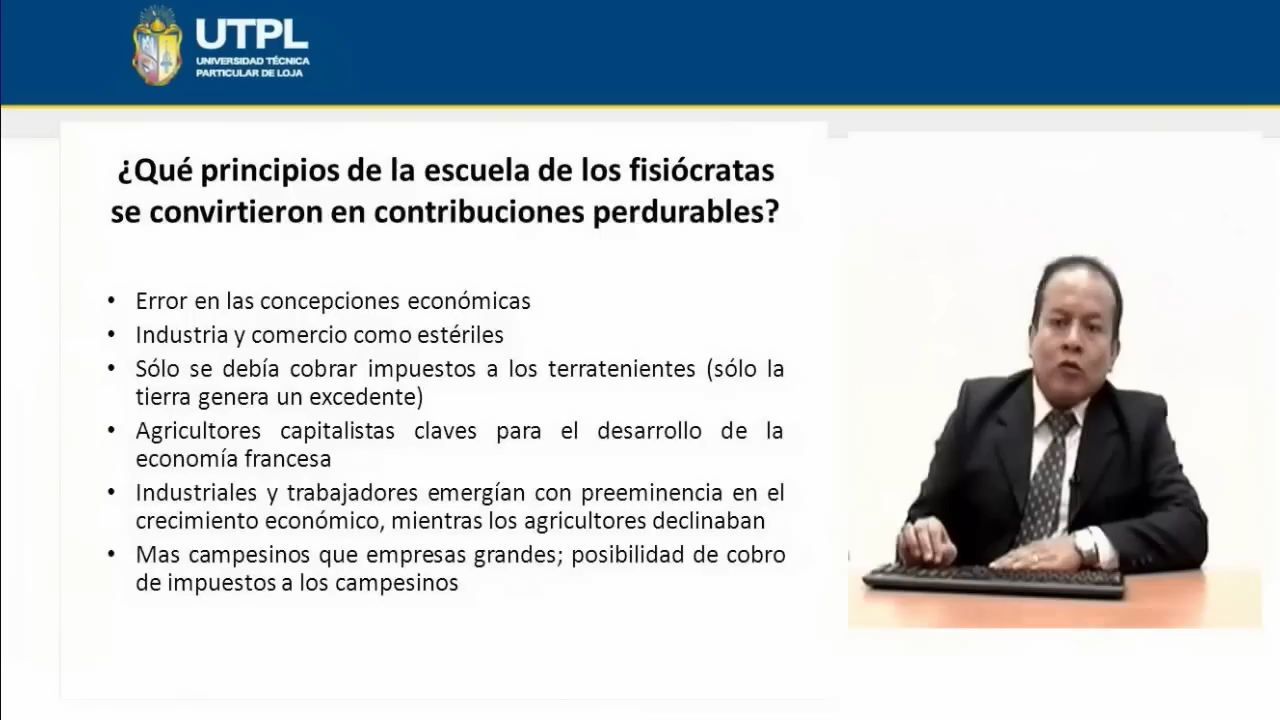 UTPL
UNIVERSIDAD TÉCNICA
PARTICULAR DE LOJA
¿Qué principios de la escuela de los fisiócratas
se convirtieron en contribuciones perdurables?
• Error en las concepciones económicas
• Industria y comercio como estériles
• Sólo se debía cobrar impuestos a los terratenientes (sólo la
tierra genera un excedente)
• Agricultores capitalistas claves para el desarrollo de la
economía francesa
• Industriales y trabajadores emergían con preeminencia en el
crecimiento económico, mientras los agricultores declinaban
• Mas campesinos que empresas grandes; posibilidad de cobro
de impuestos a los campesinos